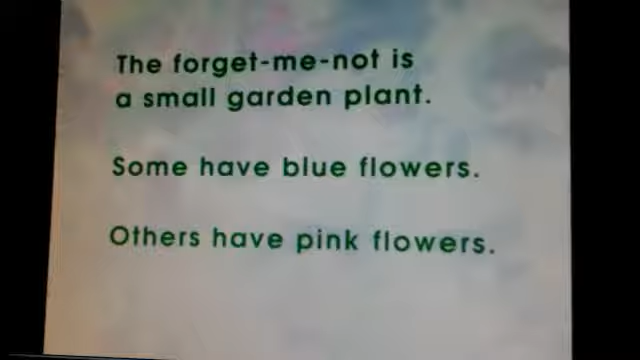 The forget-me-not is
a small garden plant.
Some have blue flowers.
Others have pink flowers.